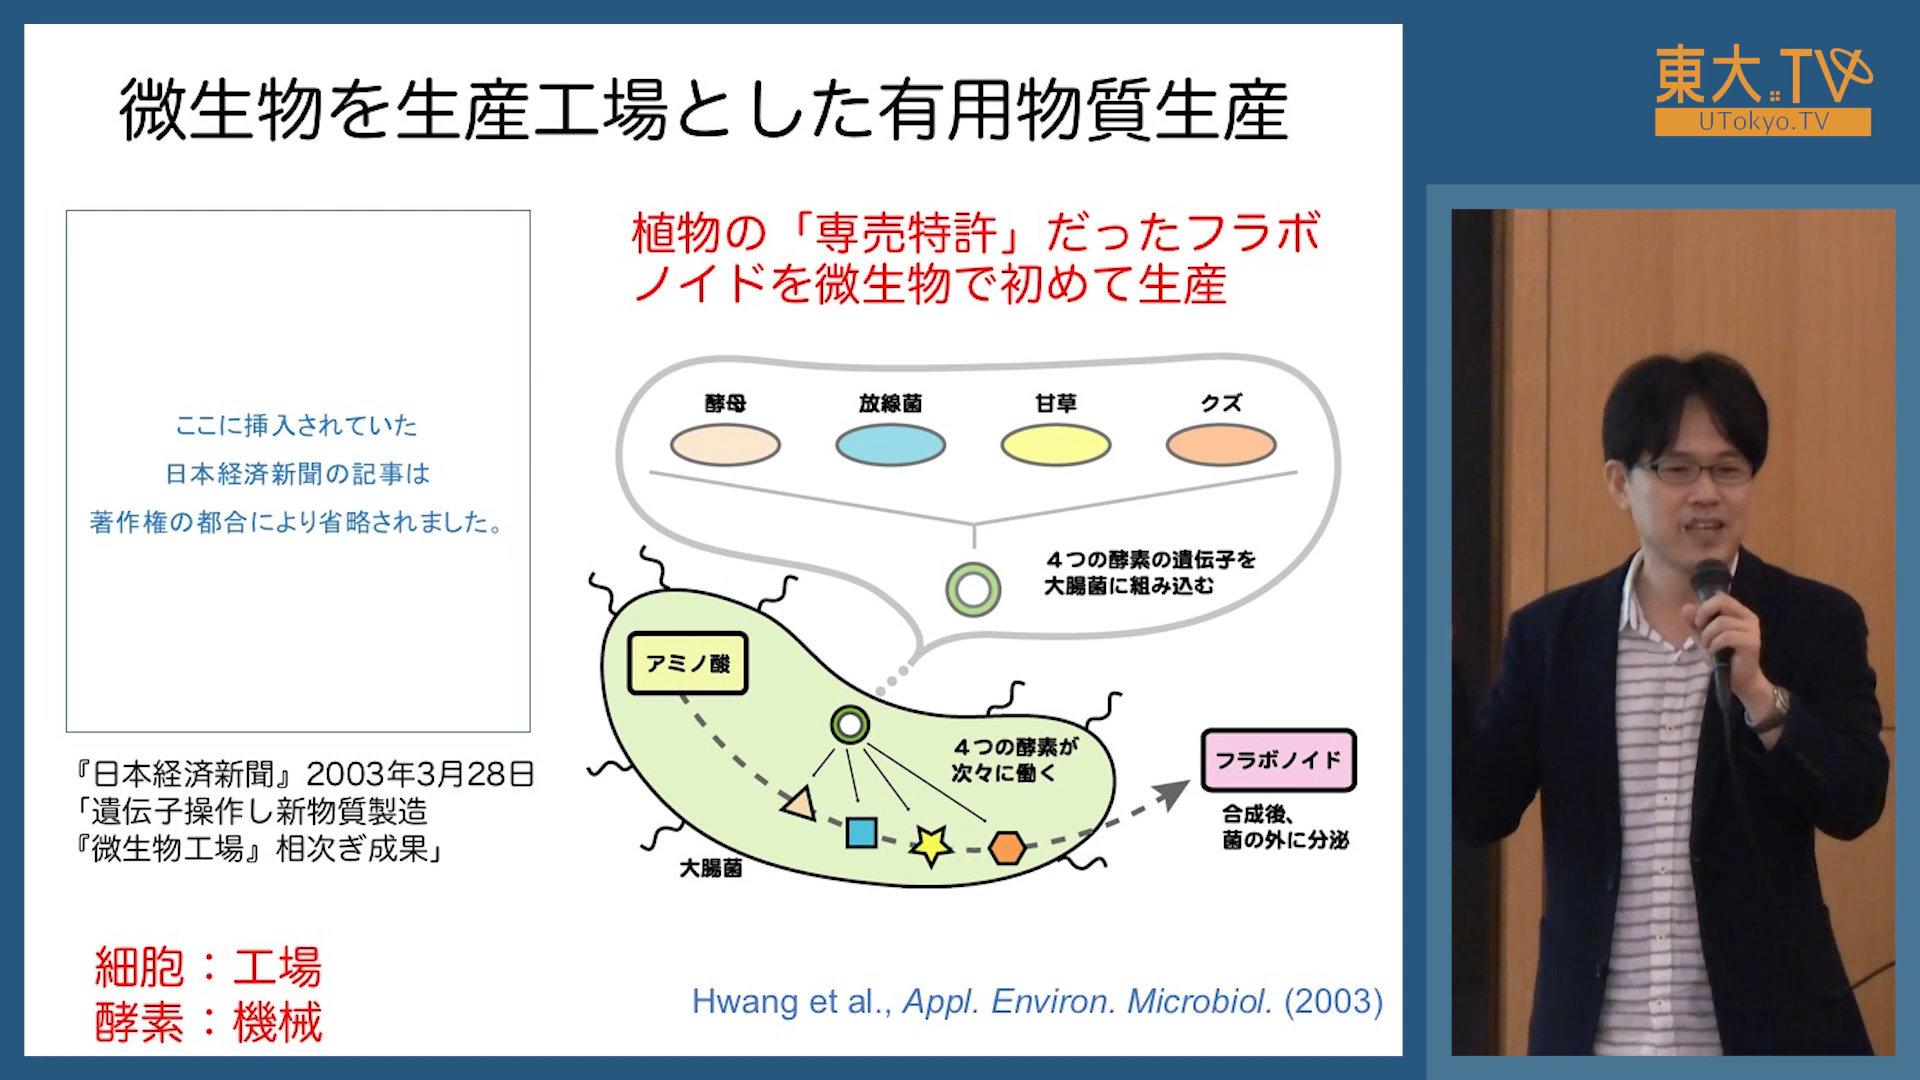 微生物を生産工場とした有用物質生産
東大.TV
UTokyo.TV
植物の「専売特許」だったフラボ
ノイドを微生物で初めて生産
ここに挿入されていた
日本経済新聞の記事は
著作権の都合により省略されました。
『日本経済新聞』2003年3月28日
「遺伝子操作し新物質製造
『微生物工場』相次ぎ成果」
細胞：工場
酵素：機械
酵母
放線菌
甘草
クズ
４つの酵素の遺伝子を
大腸菌に組み込む
アミノ酸
４つの酵素が
次々に働く
フラボノイド
合成後、
菌の外に分泌
大腸菌
Hwang et al., Appl. Environ. Microbiol. (2003)